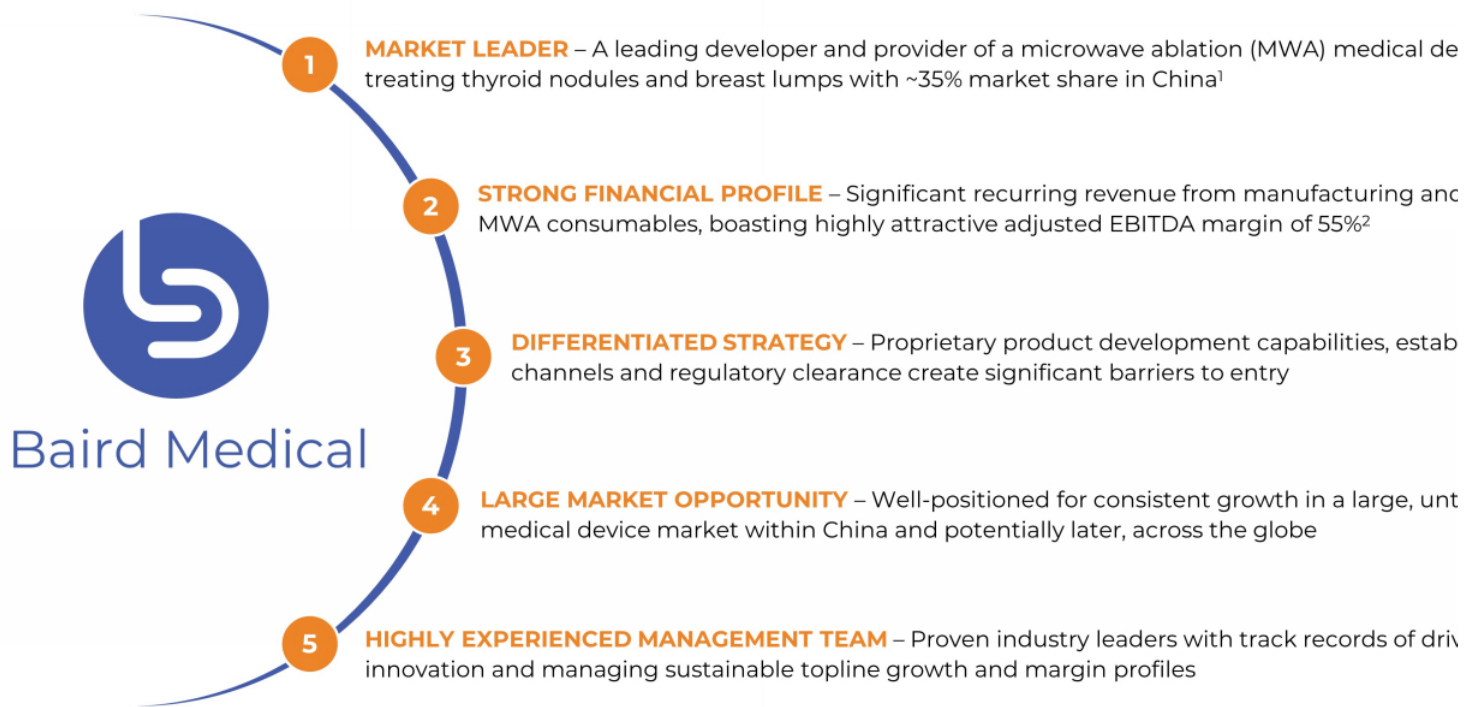 1
MARKET LEADER – A leading developer and provider of a microwave ablation (MWA) medical
treating thyroid nodules and breast lumps with ~35% market share in China¹
2
STRONG FINANCIAL PROFILE – Significant recurring revenue from manufacturing and
MWA consumables, boasting highly attractive adjusted EBITDA margin of 55%²
3
DIFFERENTIATED STRATEGY – Proprietary product development capabilities,
channels and regulatory clearance create significant barriers to entry
Baird Medical
4
LARGE MARKET OPPORTUNITY – Well-positioned for consistent growth in a large,
medical device market within China and potentially later, across the globe
5
HIGHLY EXPERIENCED MANAGEMENT TEAM – Proven industry leaders with track records of
innovation and managing sustainable topline growth and margin profiles